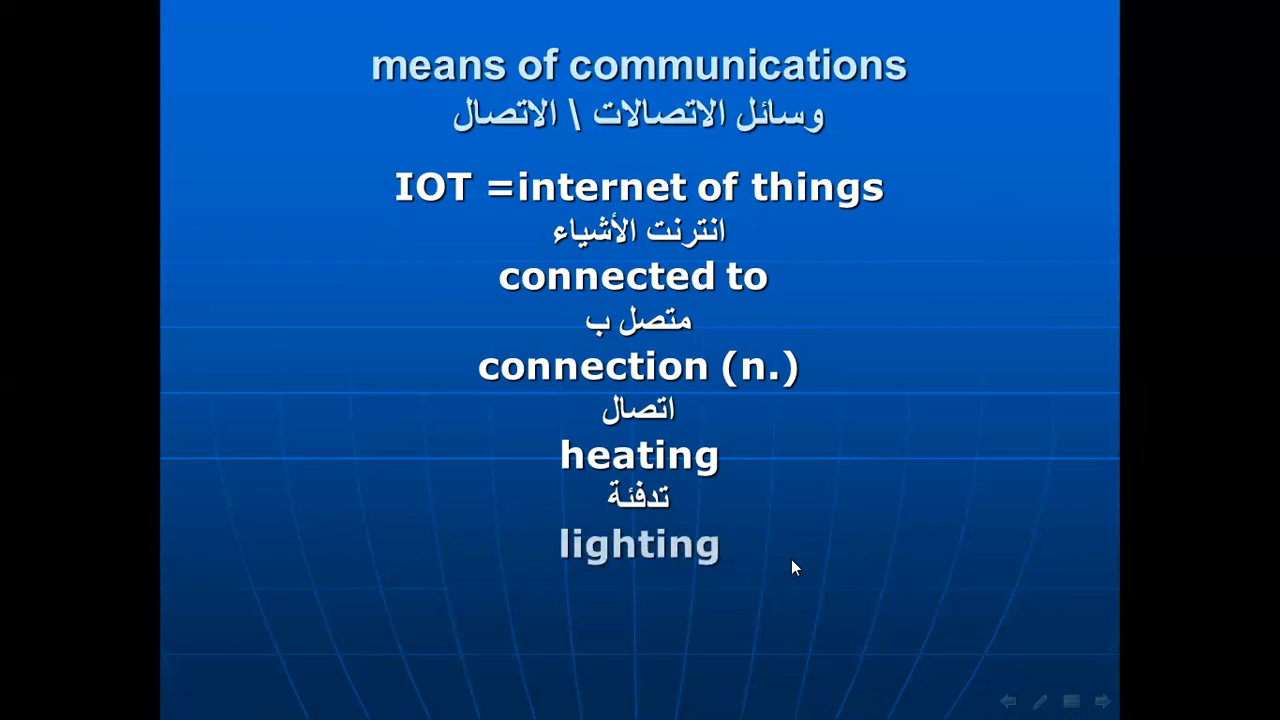 means of communications
وسائل الاتصالات \ الاتصال
IOT =internet of things
انترنت الأشياء
connected to
متصل ب
connection (n.)
اتصال
heating
تدفئة
lighting